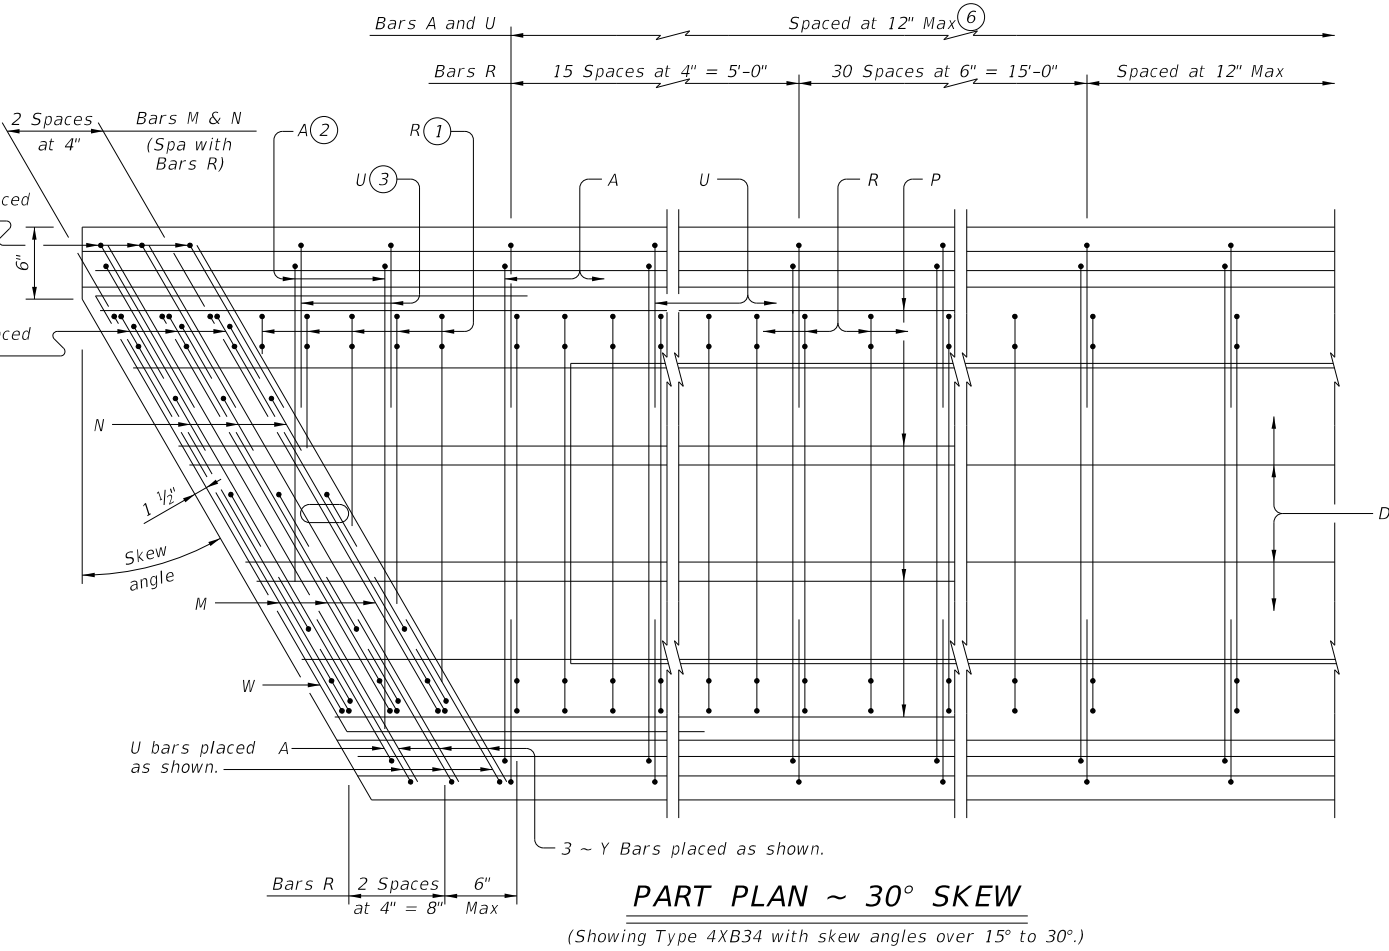 Bars A and U
Spaced at 12" Max 6
Bars R
15 Spaces at 4" = 5'-0"
30 Spaces at 6" = 15'-0"
Spaced at 12" Max
2 Spaces
at 4"
Bars M & N
(Spa with
Bars R)
A 2
R 1
U 3
A
U
R
P
6"
N
1 ½"
Skew
angle
D
M
W
U bars placed
as shown.
A
3 ~ Y Bars placed as shown.
Bars R
2 Spaces
at 4" = 8"
6"
Max
PART PLAN ~ 30° SKEW
(Showing Type 4XB34 with skew angles over 15° to 30°.)